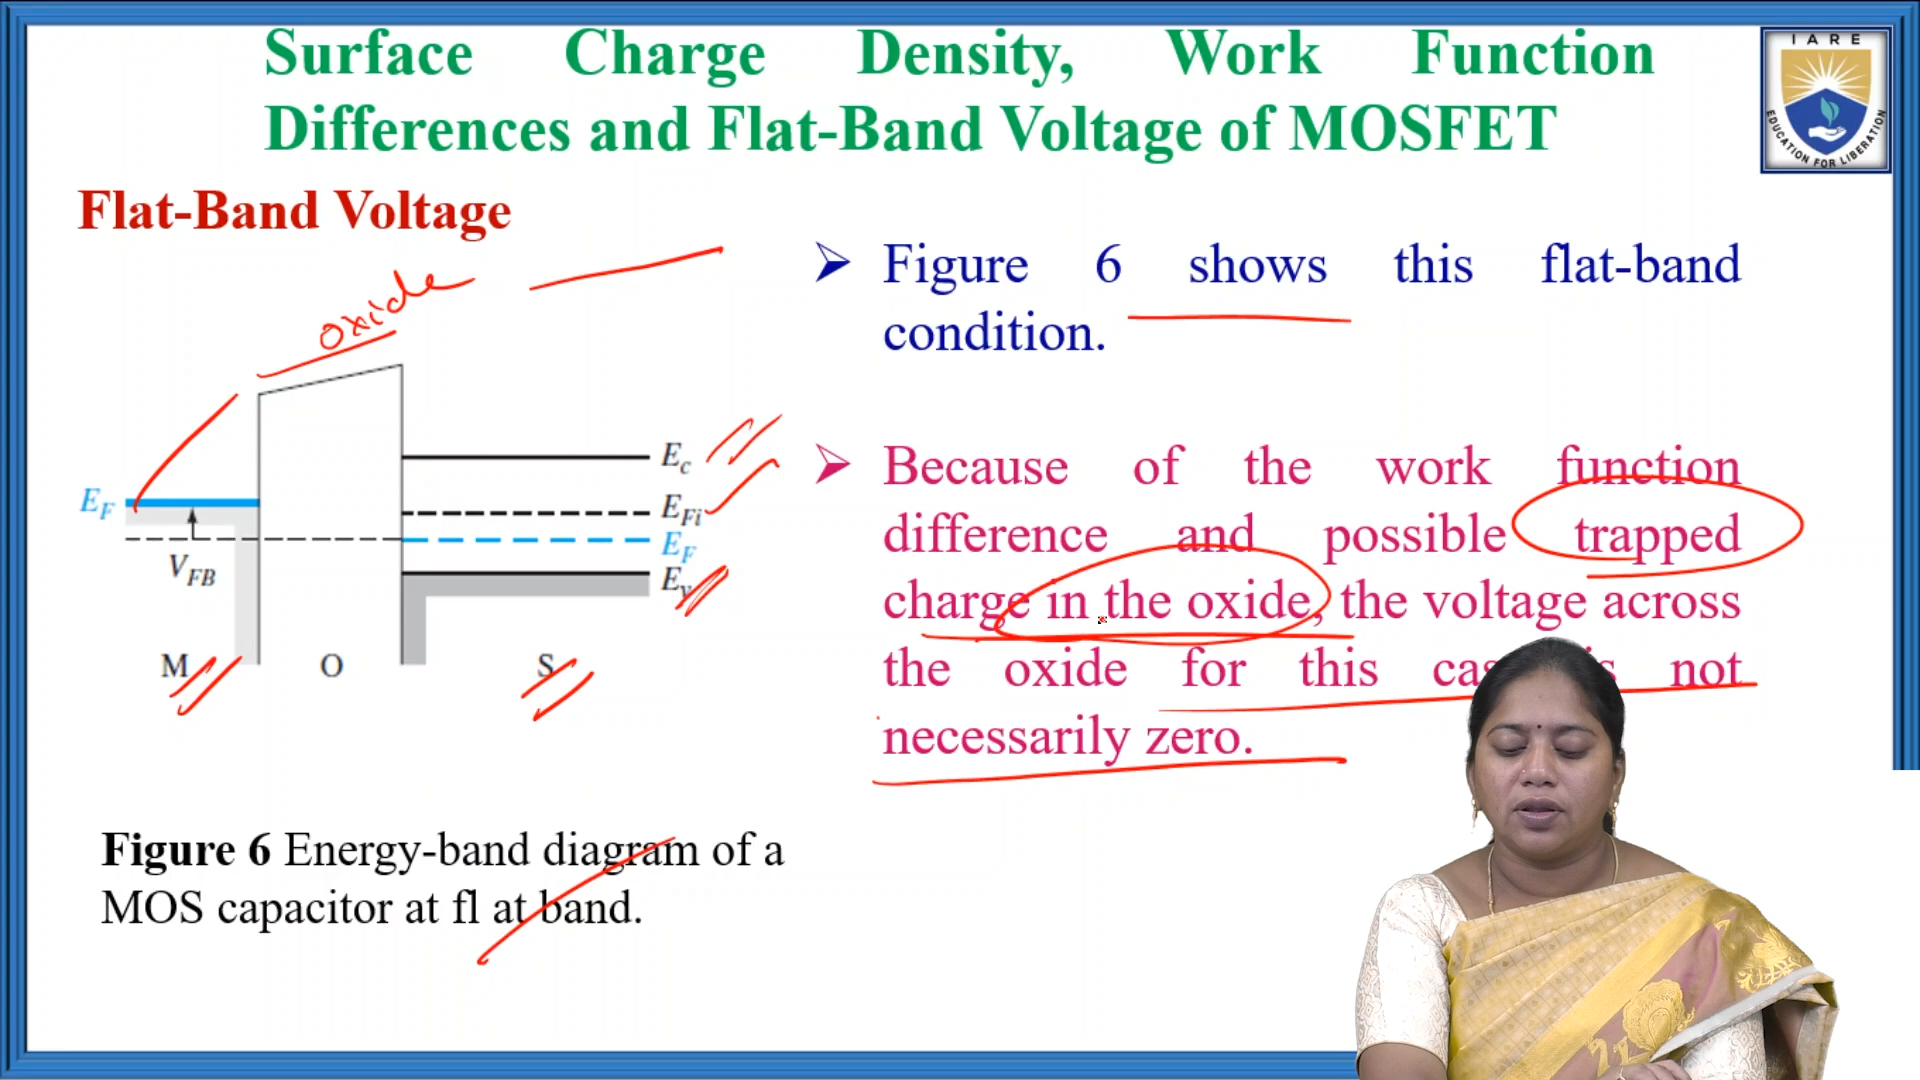 Surface Charge Density, Work Function
Differences and Flat-Band Voltage of MOSFET
I A R E
EDUCATION FOR LIBERATION
Flat-Band Voltage
oxide
E_c
E_F
E_Fi
E_F
V_FB
E_v
M O S
Figure 6 Energy-band diagram of a
MOS capacitor at fl at band.
➢ Figure 6 shows this flat-band
condition.
➢ Because of the work function
difference and possible trapped
charge in the oxide, the voltage across
the oxide for this not
necessarily zero.